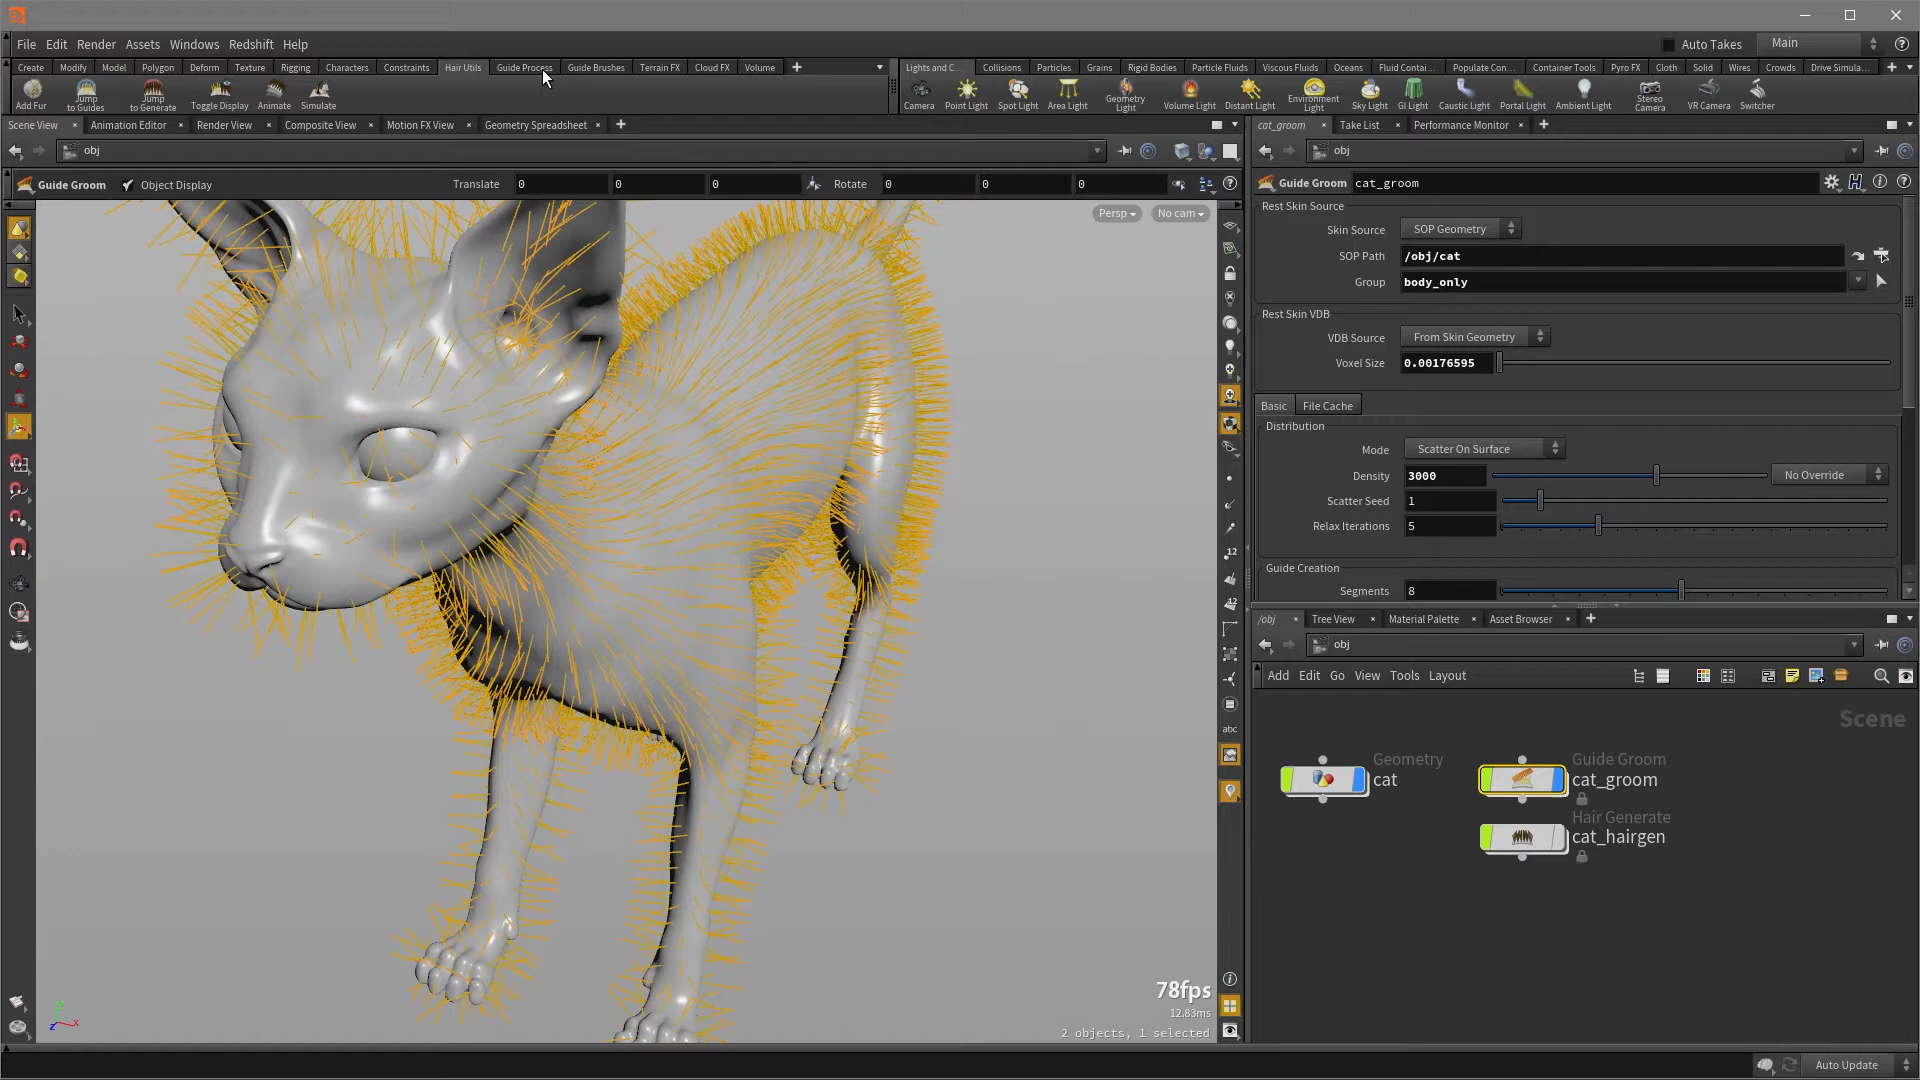 File Edit Render Assets Windows Redshift Help
Auto Takes Main
Create Modify Model Polygon Deform Texture Rigging Characters Constraints Hair Utils Guide Process Guide Brushes Terrain FX Cloud FX Volume
Lights and C... Collisions Particles Grains Rigid Bodies Particle Fluids Viscous Fluids Oceans Fluid Contai... Populate Con... Container Tools Pyro FX Cloth Solid Wires Crowds Drive Simula...
Add Fur Jump to Guides Jump to Generate Toggle Display Animate Simulate
Camera Point Light Spot Light Area Light Geometry Light Volume Light Distant Light Environment Light Sky Light GI Light Caustic Light Portal Light Ambient Light Stereo Camera VR Camera Switcher
Scene View Animation Editor Render View Composite View Motion FX View Geometry Spreadsheet
cat_groom Take List Performance Monitor
obj
obj
Guide Groom Object Display Translate 0 0 0 Rotate 0 0 0
Guide Groom cat_groom
Persp No cam
Rest Skin Source
Skin Source SOP Geometry
SOP Path /obj/cat
Group body_only
Rest Skin VDB
VDB Source From Skin Geometry
Voxel Size 0.00176595
Basic File Cache
Distribution
Mode Scatter On Surface
Density 3000 No Override
Scatter Seed 1
Relax Iterations 5
Guide Creation
Segments 8
12
12
abc
/obj Tree View Material Palette Asset Browser
obj
Add Edit Go View Tools Layout
Scene
Geometry
cat
Guide Groom
cat_groom
Hair Generate
cat_hairgen
78fps
12.83ms
2 objects, 1 selected
z x
Auto Update